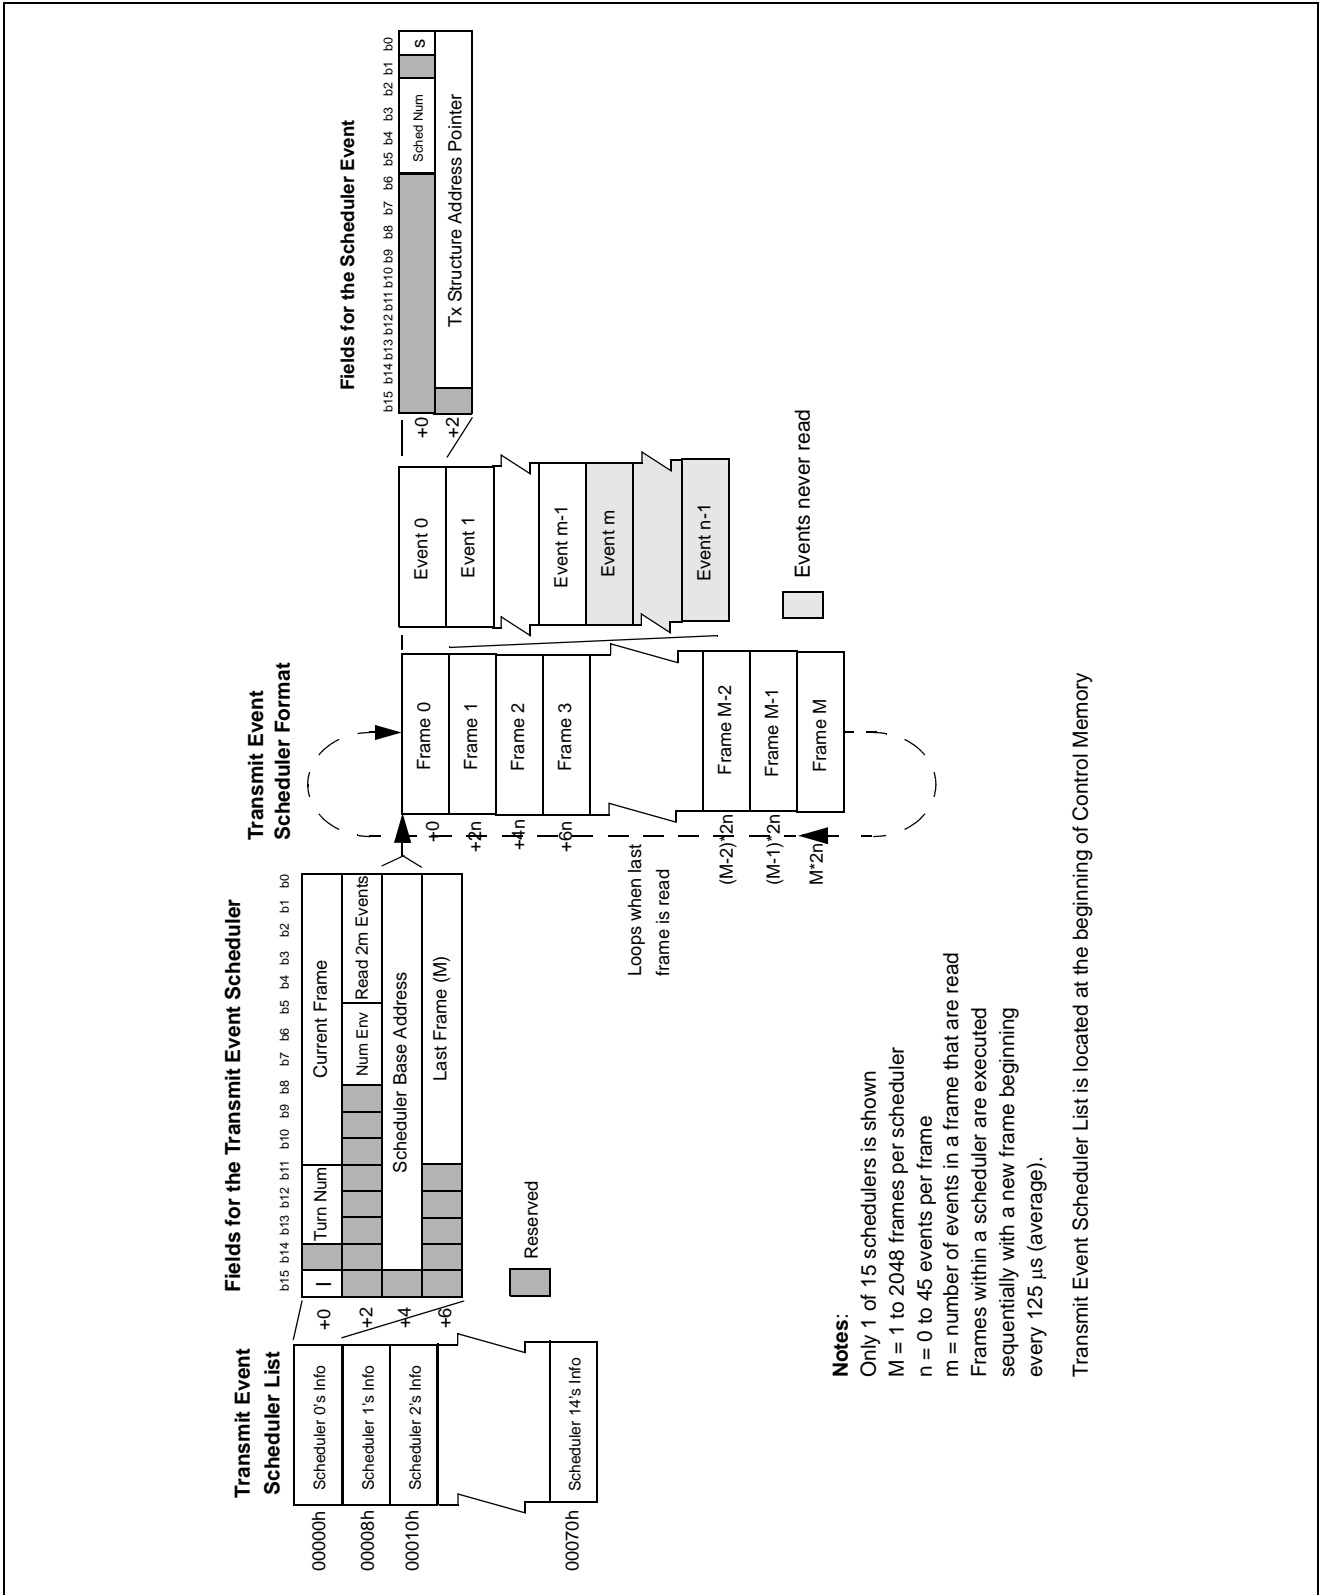 Transmit Event
Scheduler List
00000h
Scheduler 0's Info
00008h
Scheduler 1's Info
00010h
Scheduler 2's Info
00070h
Scheduler 14's Info
Fields for the Transmit Event Scheduler
b15 b14 b13 b12 b11 b10 b9 b8 b7 b6 b5 b4 b3 b2 b1 b0
+0
I
Turn Num
Current Frame
+2
Num Env
Read 2m Events
+4
Scheduler Base Address
+6
Last Frame (M)
Reserved
Transmit Event
Scheduler Format
+0
Frame 0
+2n
Frame 1
+4n
Frame 2
+6n
Frame 3
Loops when last
frame is read
(M-2)*2n
Frame M-2
(M-1)*2n
Frame M-1
M*2n
Frame M
Event 0
Event 1
Event m-1
Event m
Event n-1
Events never read
Fields for the Scheduler Event
b15 b14 b13 b12 b11 b10 b9 b8 b7 b6 b5 b4 b3 b2 b1 b0
+0
Sched Num
s
+2
Tx Structure Address Pointer
Notes:
Only 1 of 15 schedulers is shown
M = 1 to 2048 frames per scheduler
n = 0 to 45 events per frame
m = number of events in a frame that are read
Frames within a scheduler are executed
sequentially with a new frame beginning
every 125 μs (average).
Transmit Event Scheduler List is located at the beginning of Control Memory